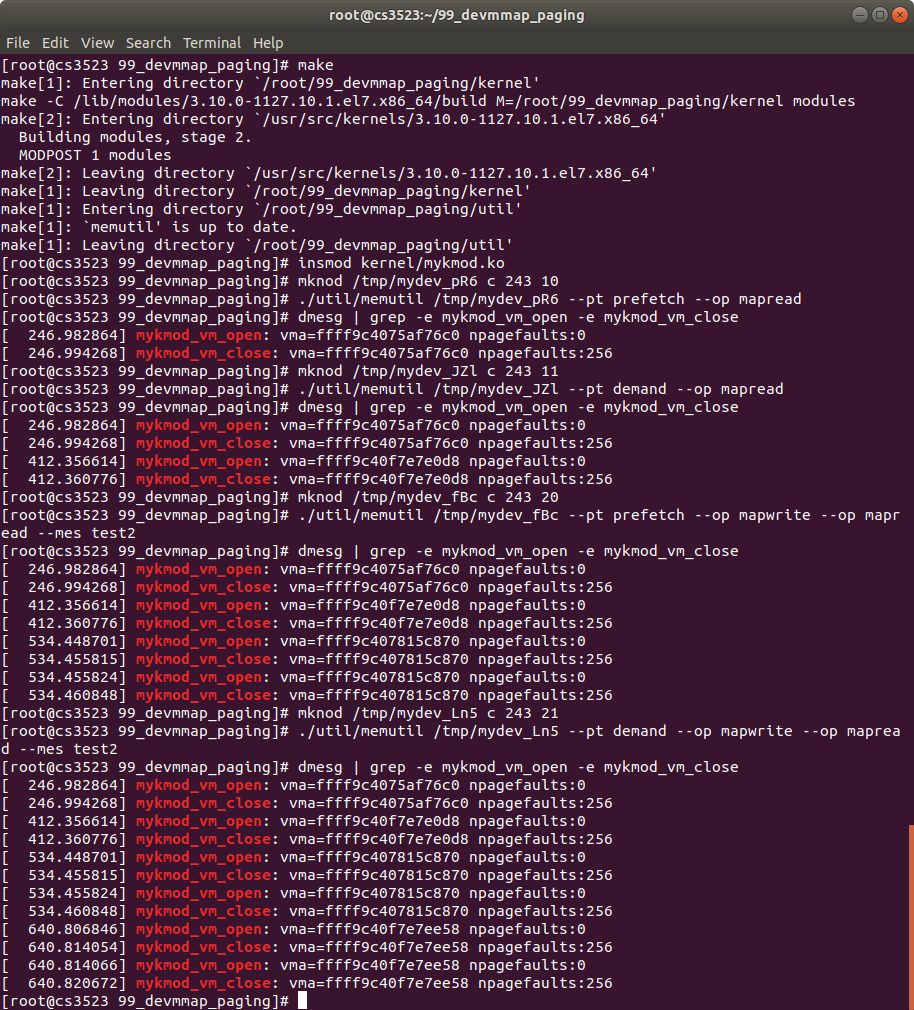 root@cs3523:~/99_devmmap_paging
File Edit View Search Terminal Help
[root@cs3523 99_devmmap_paging]# make
make[1]: Entering directory `/root/99_devmmap_paging/kernel'
make -C /lib/modules/3.10.0-1127.10.1.el7.x86_64/build M=/root/99_devmmap_paging/kernel modules
make[2]: Entering directory `/usr/src/kernels/3.10.0-1127.10.1.el7.x86_64'
  Building modules, stage 2.
  MODPOST 1 modules
make[2]: Leaving directory `/usr/src/kernels/3.10.0-1127.10.1.el7.x86_64'
make[1]: Leaving directory `/root/99_devmmap_paging/kernel'
make[1]: Entering directory `/root/99_devmmap_paging/util'
make[1]: `memutil' is up to date.
make[1]: Leaving directory `/root/99_devmmap_paging/util'
[root@cs3523 99_devmmap_paging]# insmod kernel/mykmod.ko
[root@cs3523 99_devmmap_paging]# mknod /tmp/mydev_pR6 c 243 10
[root@cs3523 99_devmmap_paging]# ./util/memutil /tmp/mydev_pR6 --pt prefetch --op mapread
[root@cs3523 99_devmmap_paging]# dmesg | grep -e mykmod_vm_open -e mykmod_vm_close
[  246.982864] mykmod_vm_open: vma=ffff9c4075af76c0 npagefaults:0
[  246.994268] mykmod_vm_close: vma=ffff9c4075af76c0 npagefaults:256
[root@cs3523 99_devmmap_paging]# mknod /tmp/mydev_JZl c 243 11
[root@cs3523 99_devmmap_paging]# ./util/memutil /tmp/mydev_JZl --pt demand --op mapread
[root@cs3523 99_devmmap_paging]# dmesg | grep -e mykmod_vm_open -e mykmod_vm_close
[  246.982864] mykmod_vm_open: vma=ffff9c4075af76c0 npagefaults:0
[  246.994268] mykmod_vm_close: vma=ffff9c4075af76c0 npagefaults:256
[  412.356614] mykmod_vm_open: vma=ffff9c40f7e7e0d8 npagefaults:0
[  412.360776] mykmod_vm_close: vma=ffff9c40f7e7e0d8 npagefaults:256
[root@cs3523 99_devmmap_paging]# mknod /tmp/mydev_fBc c 243 20
[root@cs3523 99_devmmap_paging]# ./util/memutil /tmp/mydev_fBc --pt prefetch --op mapwrite --op mapr
ead --mes test2
[root@cs3523 99_devmmap_paging]# dmesg | grep -e mykmod_vm_open -e mykmod_vm_close
[  246.982864] mykmod_vm_open: vma=ffff9c4075af76c0 npagefaults:0
[  246.994268] mykmod_vm_close: vma=ffff9c4075af76c0 npagefaults:256
[  412.356614] mykmod_vm_open: vma=ffff9c40f7e7e0d8 npagefaults:0
[  412.360776] mykmod_vm_close: vma=ffff9c40f7e7e0d8 npagefaults:256
[  534.448701] mykmod_vm_open: vma=ffff9c407815c870 npagefaults:0
[  534.455815] mykmod_vm_close: vma=ffff9c407815c870 npagefaults:256
[  534.455824] mykmod_vm_open: vma=ffff9c407815c870 npagefaults:0
[  534.460848] mykmod_vm_close: vma=ffff9c407815c870 npagefaults:256
[root@cs3523 99_devmmap_paging]# mknod /tmp/mydev_Ln5 c 243 21
[root@cs3523 99_devmmap_paging]# ./util/memutil /tmp/mydev_Ln5 --pt demand --op mapwrite --op maprea
d --mes test2
[root@cs3523 99_devmmap_paging]# dmesg | grep -e mykmod_vm_open -e mykmod_vm_close
[  246.982864] mykmod_vm_open: vma=ffff9c4075af76c0 npagefaults:0
[  246.994268] mykmod_vm_close: vma=ffff9c4075af76c0 npagefaults:256
[  412.356614] mykmod_vm_open: vma=ffff9c40f7e7e0d8 npagefaults:0
[  412.360776] mykmod_vm_close: vma=ffff9c40f7e7e0d8 npagefaults:256
[  534.448701] mykmod_vm_open: vma=ffff9c407815c870 npagefaults:0
[  534.455815] mykmod_vm_close: vma=ffff9c407815c870 npagefaults:256
[  534.455824] mykmod_vm_open: vma=ffff9c407815c870 npagefaults:0
[  534.460848] mykmod_vm_close: vma=ffff9c407815c870 npagefaults:256
[  640.806846] mykmod_vm_open: vma=ffff9c40f7e7ee58 npagefaults:0
[  640.814054] mykmod_vm_close: vma=ffff9c40f7e7ee58 npagefaults:256
[  640.814066] mykmod_vm_open: vma=ffff9c40f7e7ee58 npagefaults:0
[  640.820672] mykmod_vm_close: vma=ffff9c40f7e7ee58 npagefaults:256
[root@cs3523 99_devmmap_paging]#